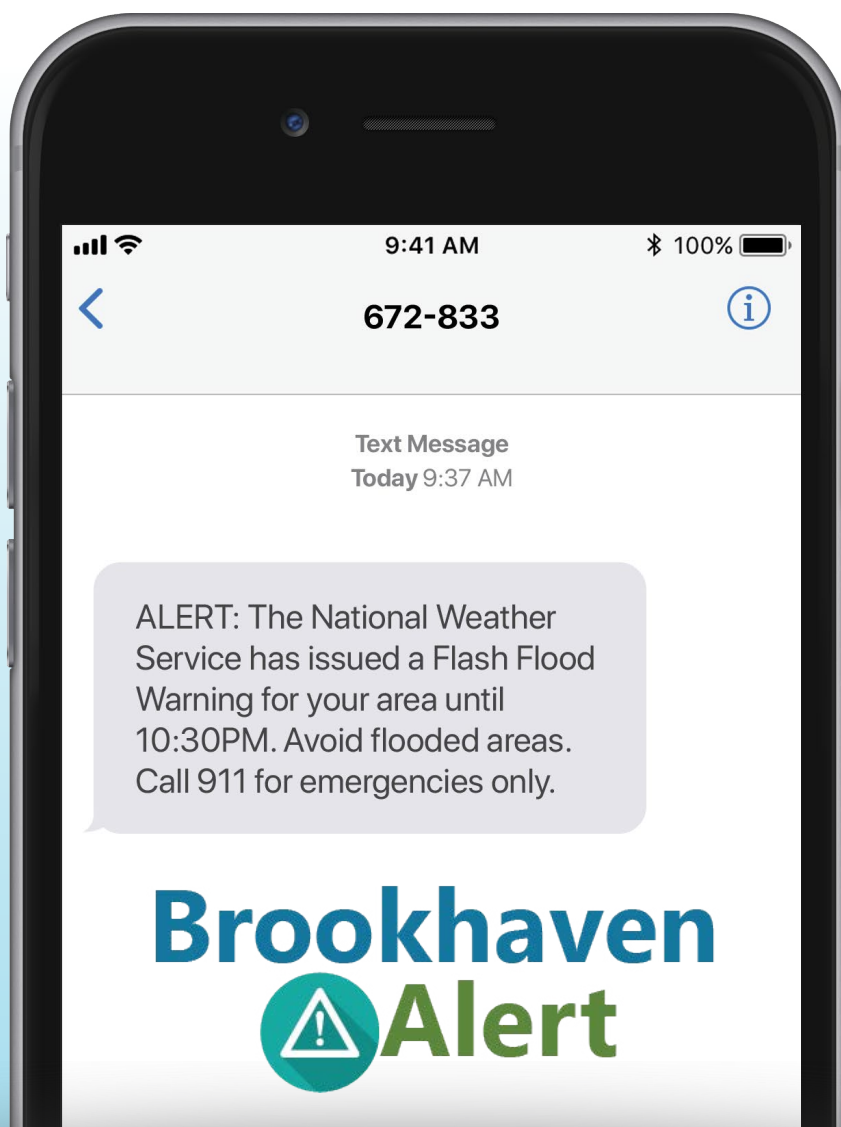 9:41 AM
100%
672-833
Text Message
Today 9:37 AM
ALERT: The National Weather
Service has issued a Flash Flood
Warning for your area until
10:30PM. Avoid flooded areas.
Call 911 for emergencies only.
Brookhaven
Alert